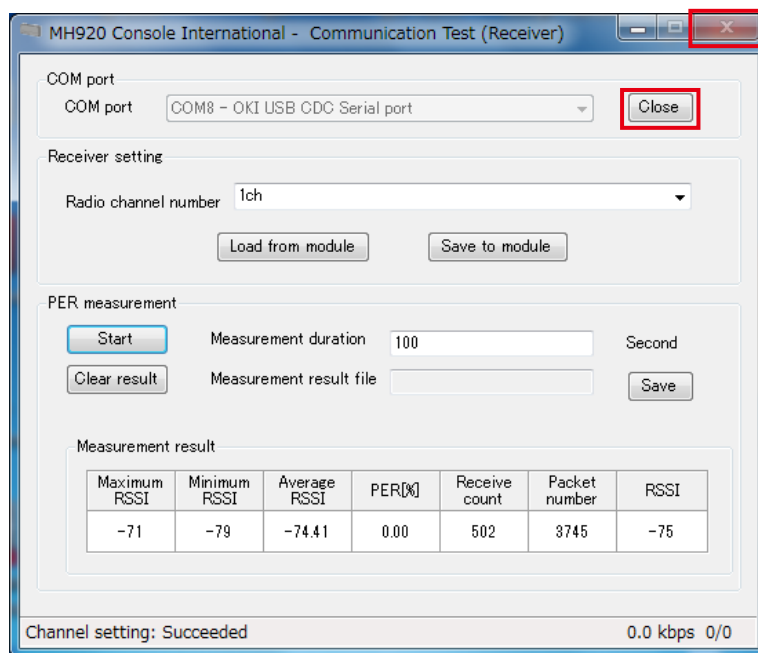 MH920 Console International - Communication Test (Receiver)
X
COM port
COM port COM8 - OKI USB CDC Serial port Close
Receiver setting
Radio channel number 1ch
Load from module Save to module
PER measurement
Start Measurement duration 100 Second
Clear result Measurement result file Save
Measurement result
Maximum RSSI Minimum RSSI Average RSSI PER[%] Receive count Packet number RSSI
-71 -79 -74.41 0.00 502 3745 -75
Channel setting: Succeeded 0.0 kbps 0/0